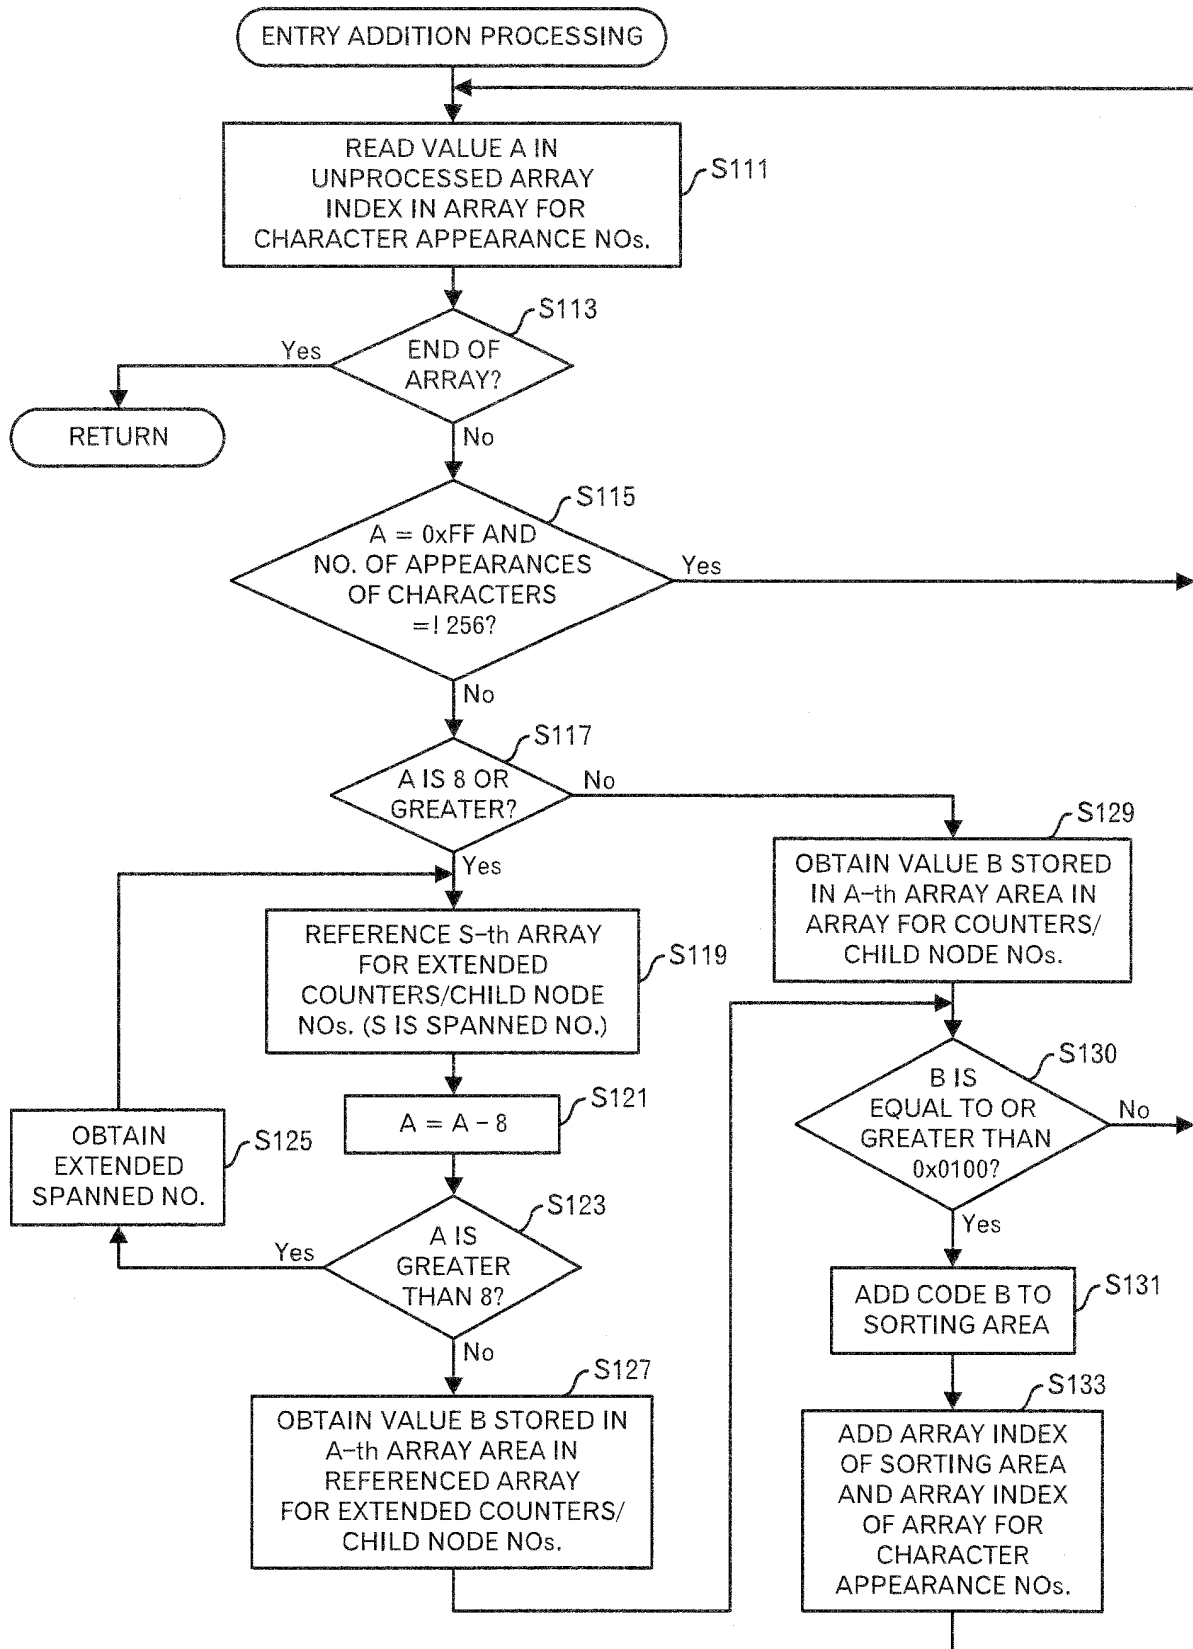 ENTRY ADDITION PROCESSING
READ VALUE A IN
UNPROCESSED ARRAY
INDEX IN ARRAY FOR
CHARACTER APPEARANCE NOs.
S111
S113
END OF
ARRAY?
Yes
RETURN
No
S115
A = 0xFF AND
NO. OF APPEARANCES
OF CHARACTERS
=! 256?
Yes
No
S117
A IS 8 OR
GREATER?
No
Yes
S129
OBTAIN VALUE B STORED
IN A-th ARRAY AREA IN
ARRAY FOR COUNTERS/
CHILD NODE NOs.
REFERENCE S-th ARRAY
FOR EXTENDED
COUNTERS/CHILD NODE
NOs. (S IS SPANNED NO.)
S119
S121
A = A - 8
S125
OBTAIN
EXTENDED
SPANNED NO.
S123
A IS
GREATER
THAN 8?
Yes
No
S127
OBTAIN VALUE B STORED IN
A-th ARRAY AREA IN
REFERENCED ARRAY
FOR EXTENDED COUNTERS/
CHILD NODE NOs.
S130
B IS
EQUAL TO OR
GREATER THAN
0x0100?
No
Yes
S131
ADD CODE B TO
SORTING AREA
S133
ADD ARRAY INDEX
OF SORTING AREA
AND ARRAY INDEX
OF ARRAY FOR
CHARACTER
APPEARANCE NOs.